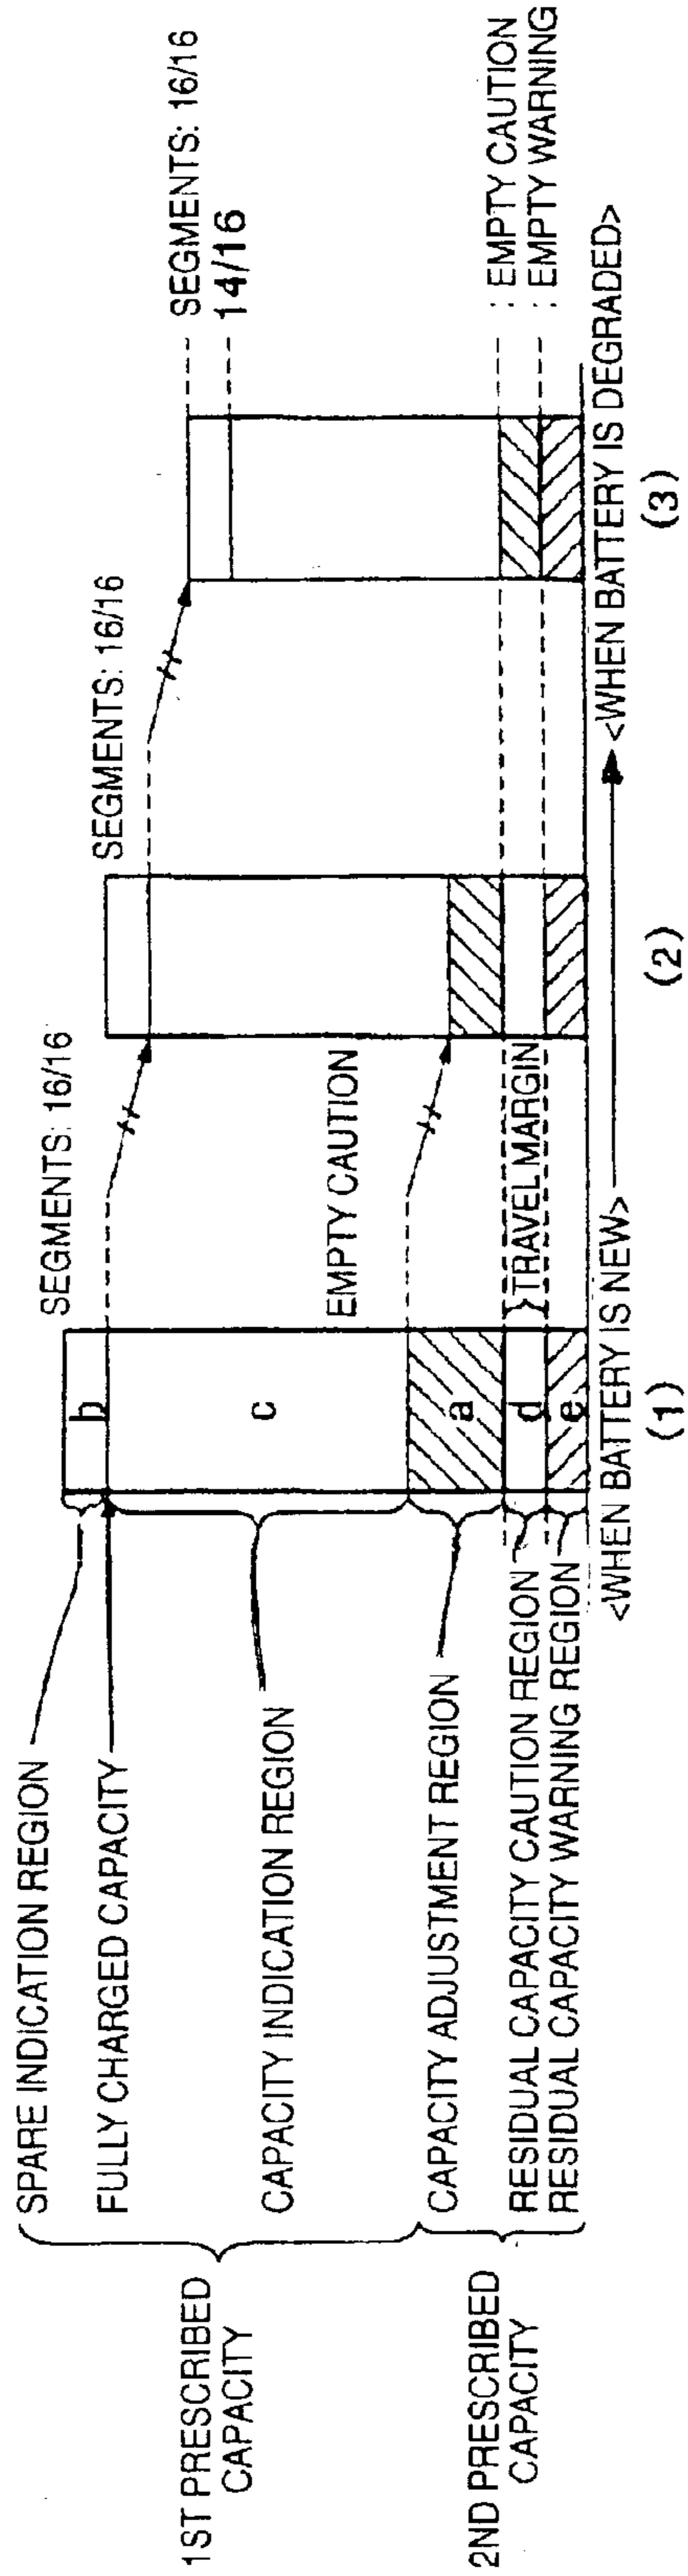 1ST PRESCRIBED
CAPACITY
2ND PRESCRIBED
CAPACITY
SPARE INDICATION REGION
FULLY CHARGED CAPACITY
CAPACITY INDICATION REGION
CAPACITY ADJUSTMENT REGION
RESIDUAL CAPACITY CAUTION REGION
RESIDUAL CAPACITY WARNING REGION
b
c
a
d
e
SEGMENTS: 16/16
EMPTY CAUTION
TRAVEL MARGIN
SEGMENTS: 16/16
SEGMENTS: 16/16
14/16
: EMPTY CAUTION
: EMPTY WARNING
<WHEN BATTERY IS NEW>
<WHEN BATTERY IS DEGRADED>
(1)
(2)
(3)